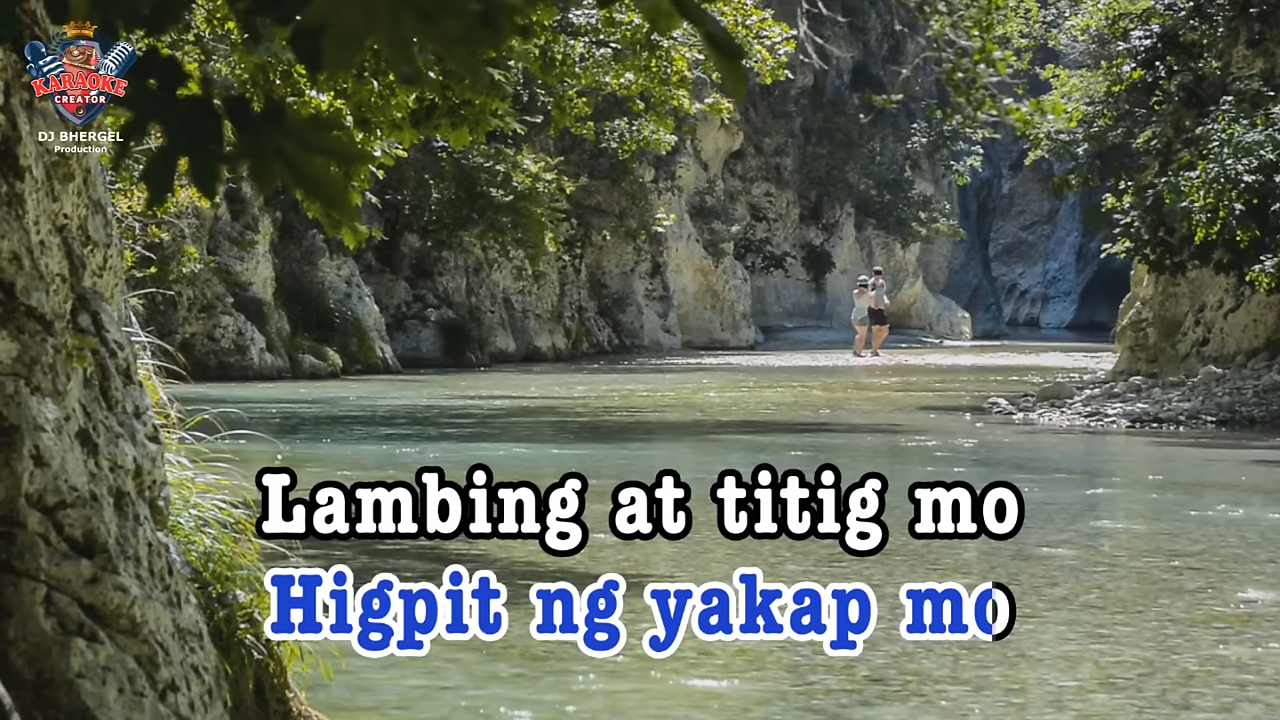 KARAOKE
CREATOR
DJ BHERGEL
Production
Lambing at titig mo
Higpit ng yakap mo